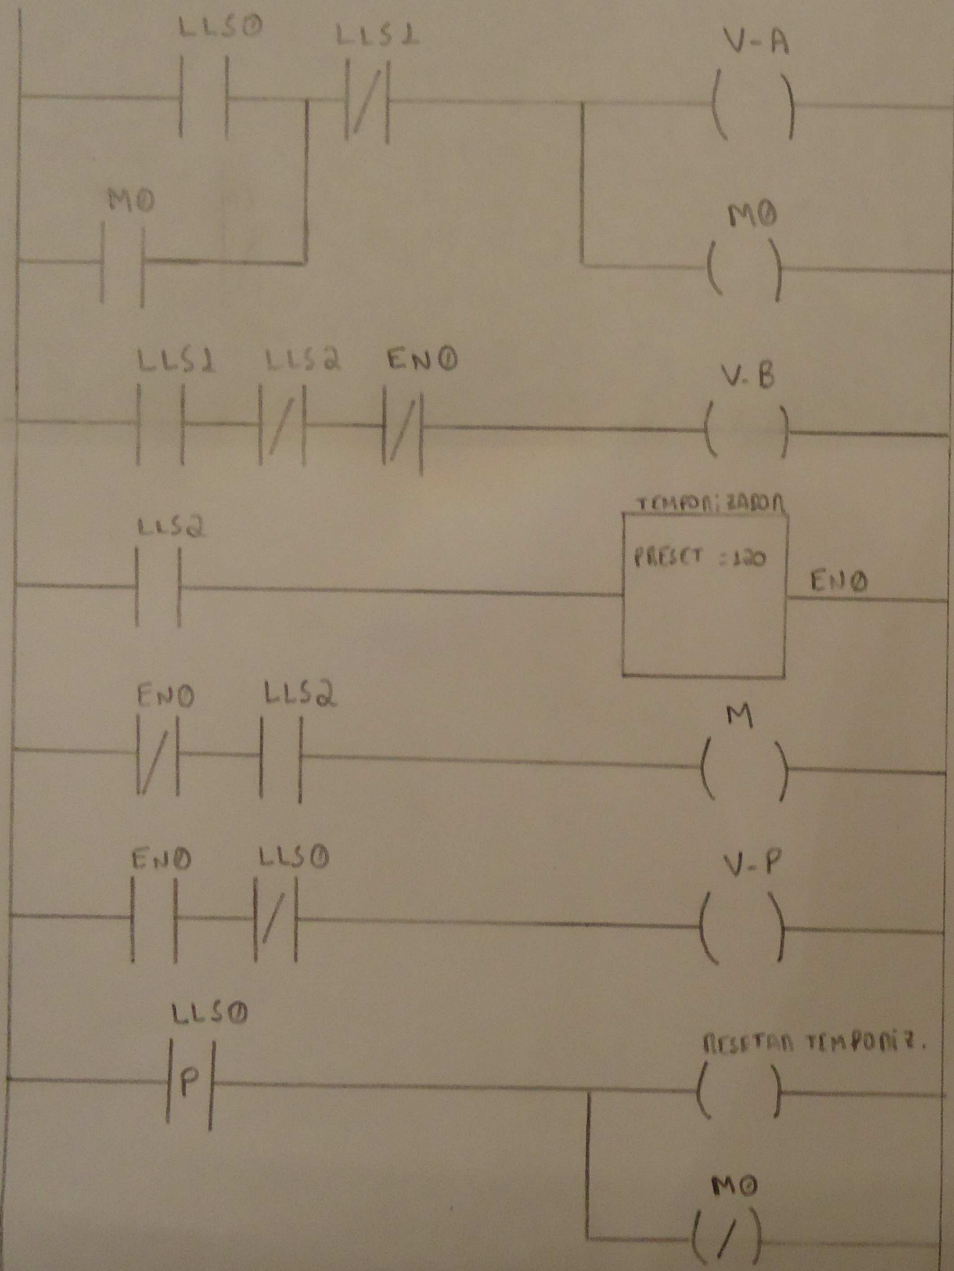 LLS0 LLS1 V-A
M0 M0
LLS1 LLS2 EN0 V-B
LLS2 TEMPORiZADOR
PRESET :120
EN0
EN0 LLS2 M
EN0 LLS0 V-P
LLS0
P RESETAR TEMPORiZ.
M0